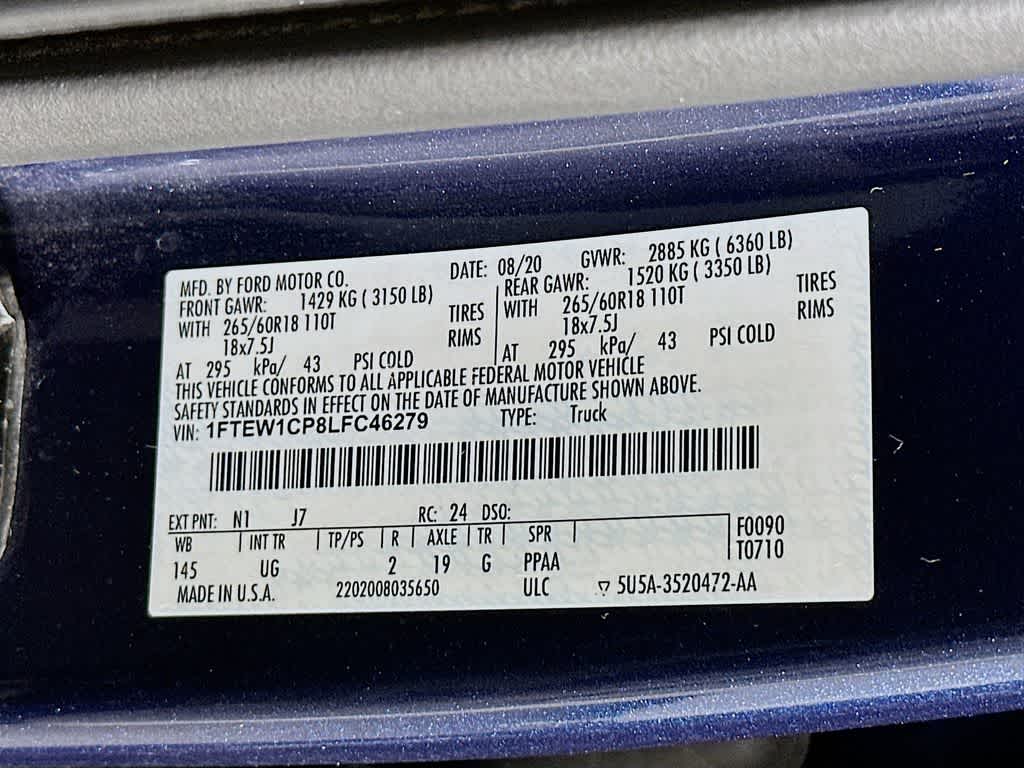 MFD. BY FORD MOTOR CO. DATE: 08/20 GVWR: 2885 KG ( 6360 LB)
FRONT GAWR: 1429 KG ( 3150 LB) REAR GAWR: 1520 KG ( 3350 LB)
WITH 265/60R18 110T TIRES WITH 265/60R18 110T TIRES
18x7.5J RIMS 18x7.5J RIMS
AT 295 kPa/ 43 PSI COLD AT 295 kPa/ 43 PSI COLD
THIS VEHICLE CONFORMS TO ALL APPLICABLE FEDERAL MOTOR VEHICLE
SAFETY STANDARDS IN EFFECT ON THE DATE OF MANUFACTURE SHOWN ABOVE.
VIN: 1FTEW1CP8LFC46279 TYPE: Truck
EXT PNT: N1 J7 RC: 24 DSO:
WB INT TR TP/PS R AXLE TR SPR F0090
145 UG 2 19 G PPAA T0710
MADE IN U.S.A. 2202008035650 ULC ▽ 5U5A-3520472-AA